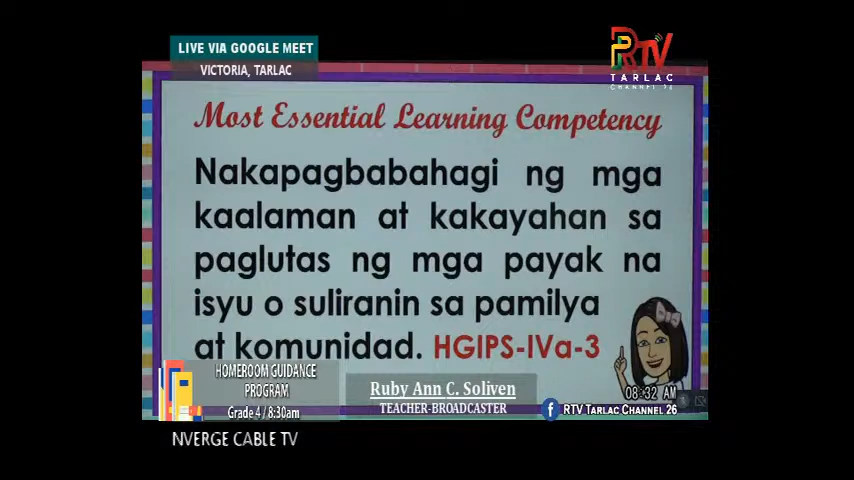 LIVE VIA GOOGLE MEET
VICTORIA, TARLAC
RTV
TARLAC
CHANNEL 26
Most Essential Learning Competency
Nakapagbabahagi ng mga
kaalaman at kakayahan sa
paglutas ng mga payak na
isyu o suliranin sa pamilya
at komunidad. HGIPS-IVa-3
HOMEROOM GUIDANCE
PROGRAM
Grade 4 / 8:30am
Ruby Ann C. Soliven
TEACHER-BROADCASTER
08:32 AM
f RTV TARLAC CHANNEL 26
NVERGE CABLE TV